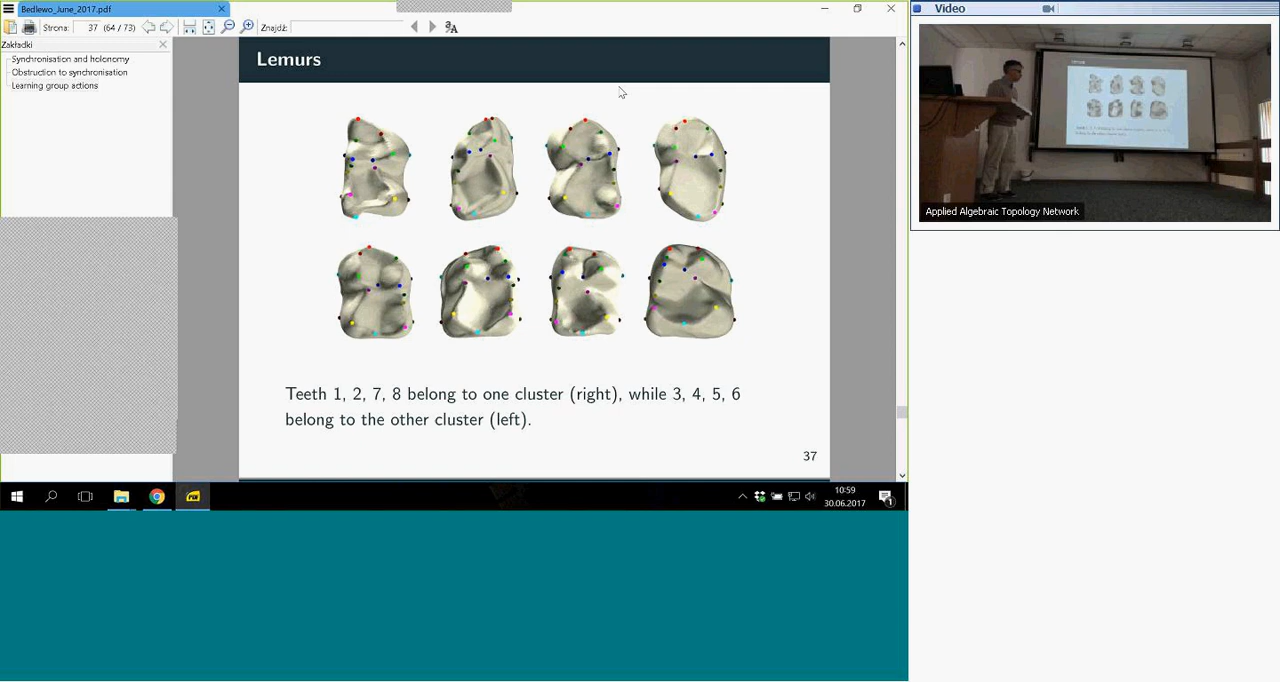 Bedlewo_June_2017.pdf
Strona:
37 (64 / 73)
Znajdź:
Zakładki
Synchronisation and holonomy
Obstruction to synchronisation
Learning group actions
Lemurs
Teeth 1, 2, 7, 8 belong to one cluster (right), while 3, 4, 5, 6
belong to the other cluster (left).
37
10:59
30.06.2017
1
Video
Applied Algebraic Topology Network